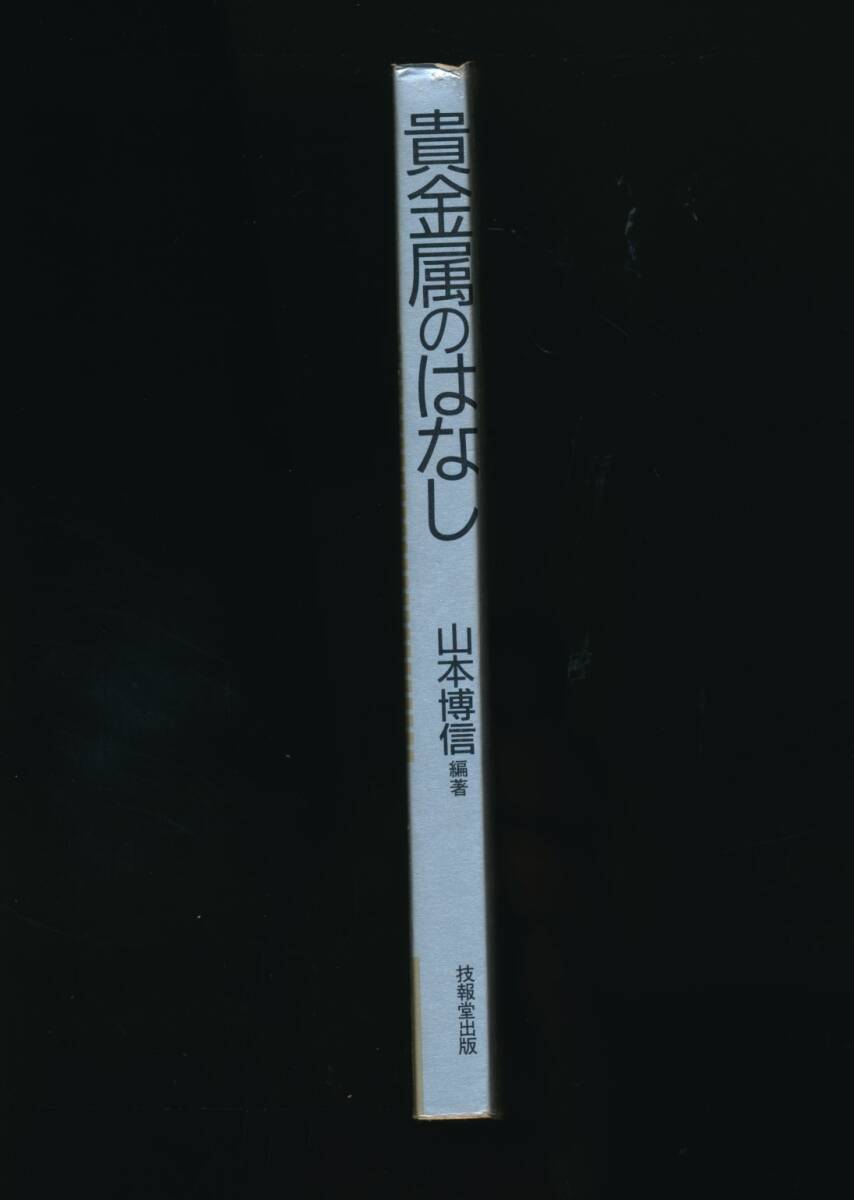 貴金属のはなし
山本博信 編著
技報堂出版